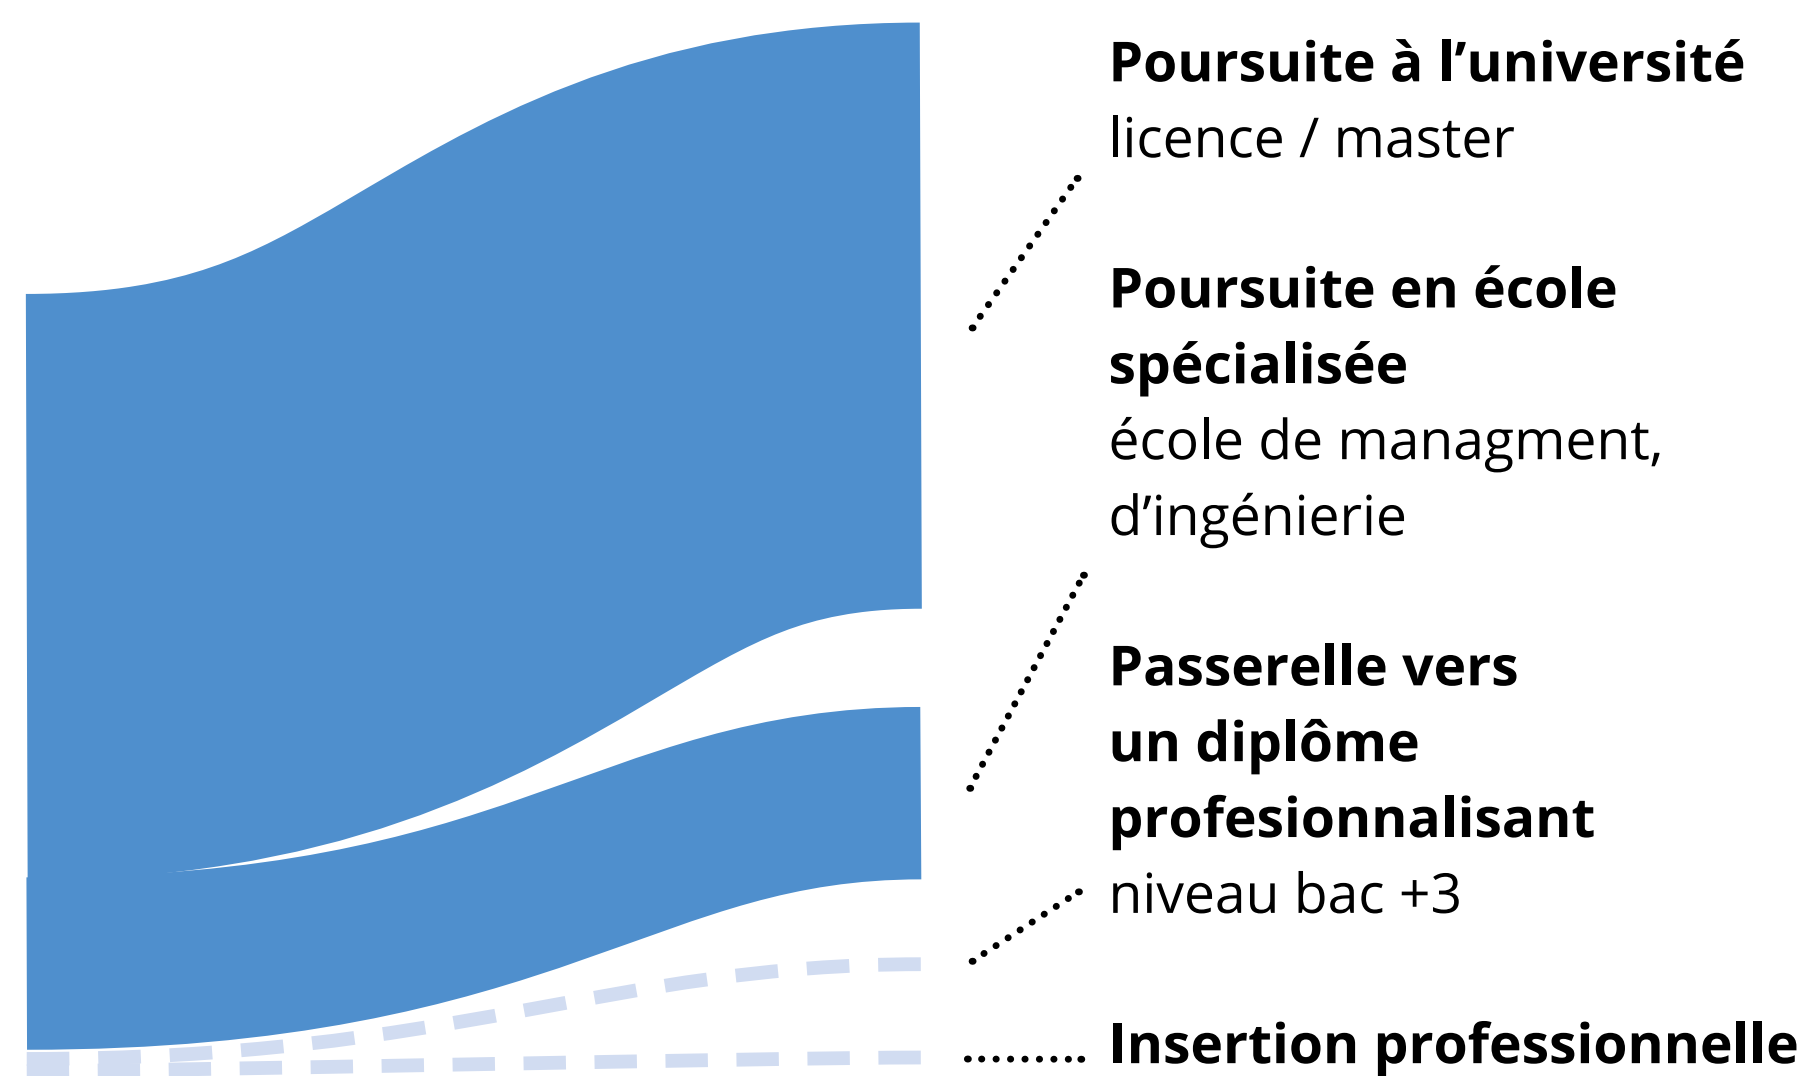 Poursuite à l’université
licence / master
Poursuite en école
spécialisée
école de managment,
d’ingénierie
Passerelle vers
un diplôme
profesionnalisant
niveau bac +3
Insertion professionnelle